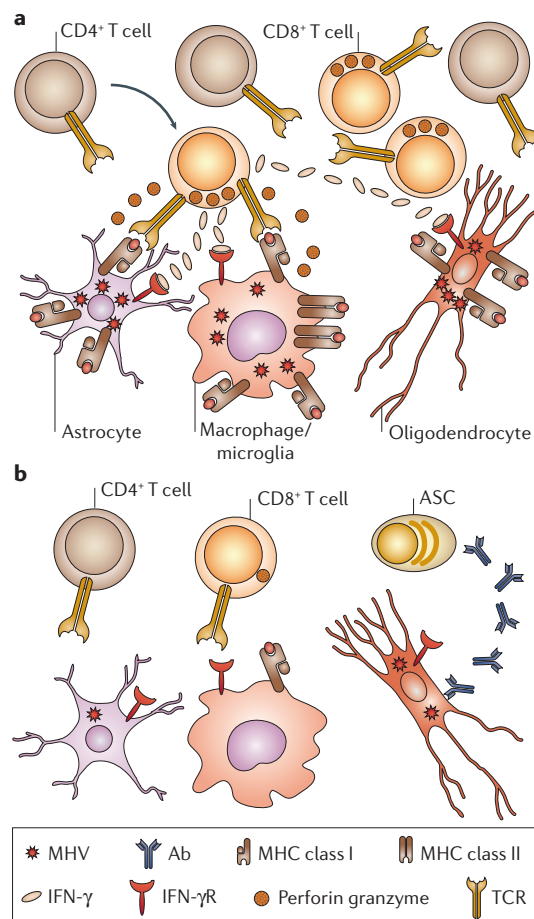 a
CD4⁺ T cell
CD8⁺ T cell
Astrocyte
Macrophage/
microglia
Oligodendrocyte
b
CD4⁺ T cell
CD8⁺ T cell
ASC
MHV
Ab
MHC class I
MHC class II
IFN-γ
IFN-γR
Perforin granzyme
TCR